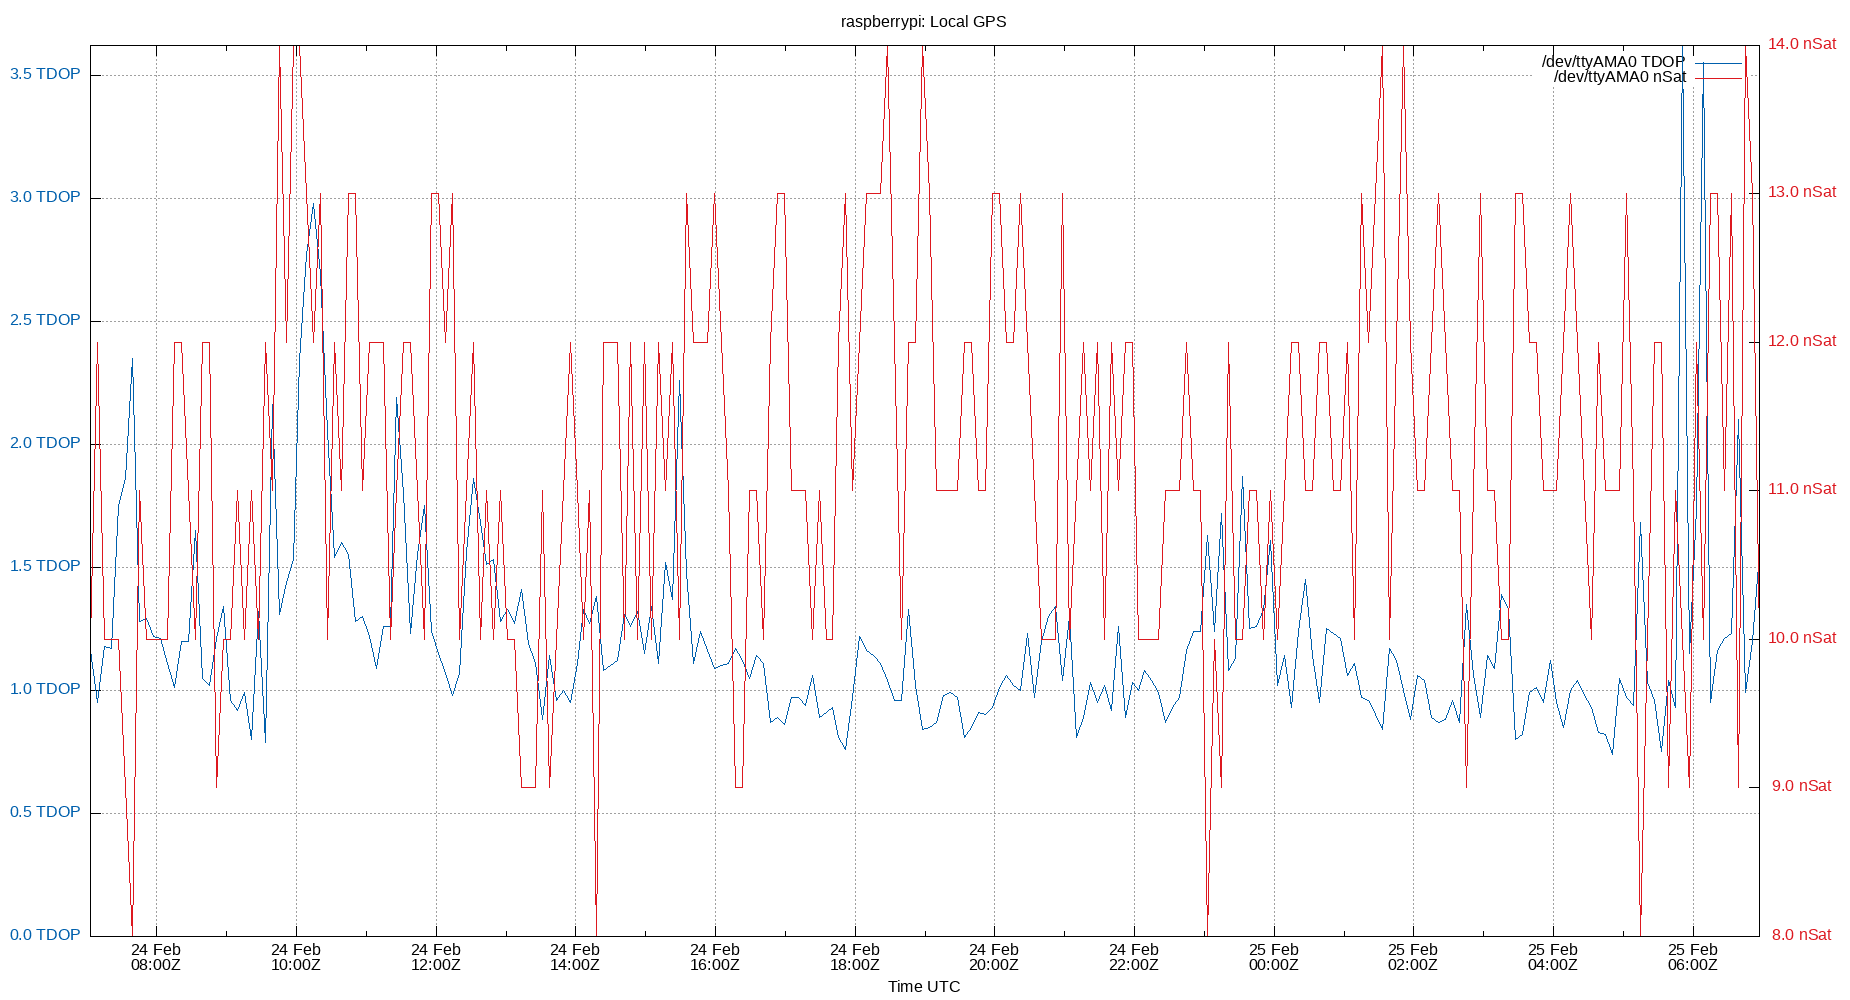 raspberrypi: Local GPS
14.0 nSat
/dev/ttyAMA0 TDOP
3.5 TDOP
/dev/ttyAMA0 nSat
3.0 TDOP
13.0 nSat
2.5 TDOP
12.0 nSat
2.0 TDOP
11.0 nSat
1.5 TDOP
10.0 nSat
1.0 TDOP
9.0 nSat
0.5 TDOP
0.0 TDOP
8.0 nSat
24 Feb 24 Feb 24 Feb 24 Feb 24 Feb 24 Feb 24 Feb 24 Feb 25 Feb 25 Feb 25 Feb 25 Feb
08:00Z 10:00Z 12:00Z 14:00Z 16:00Z 18:00Z 20:00Z 22:00Z 00:00Z 02:00Z 04:00Z 06:00Z
Time UTC